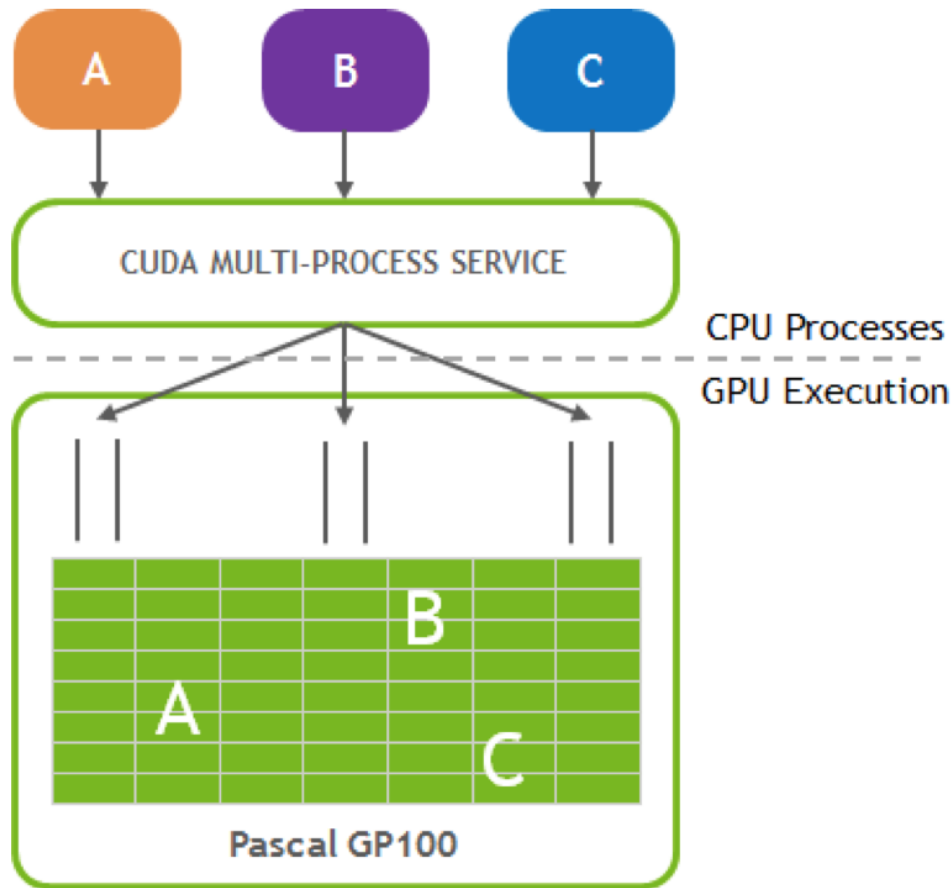 A
B
C
CUDA MULTI-PROCESS SERVICE
CPU Processes
GPU Execution
B
A
C
Pascal GP100